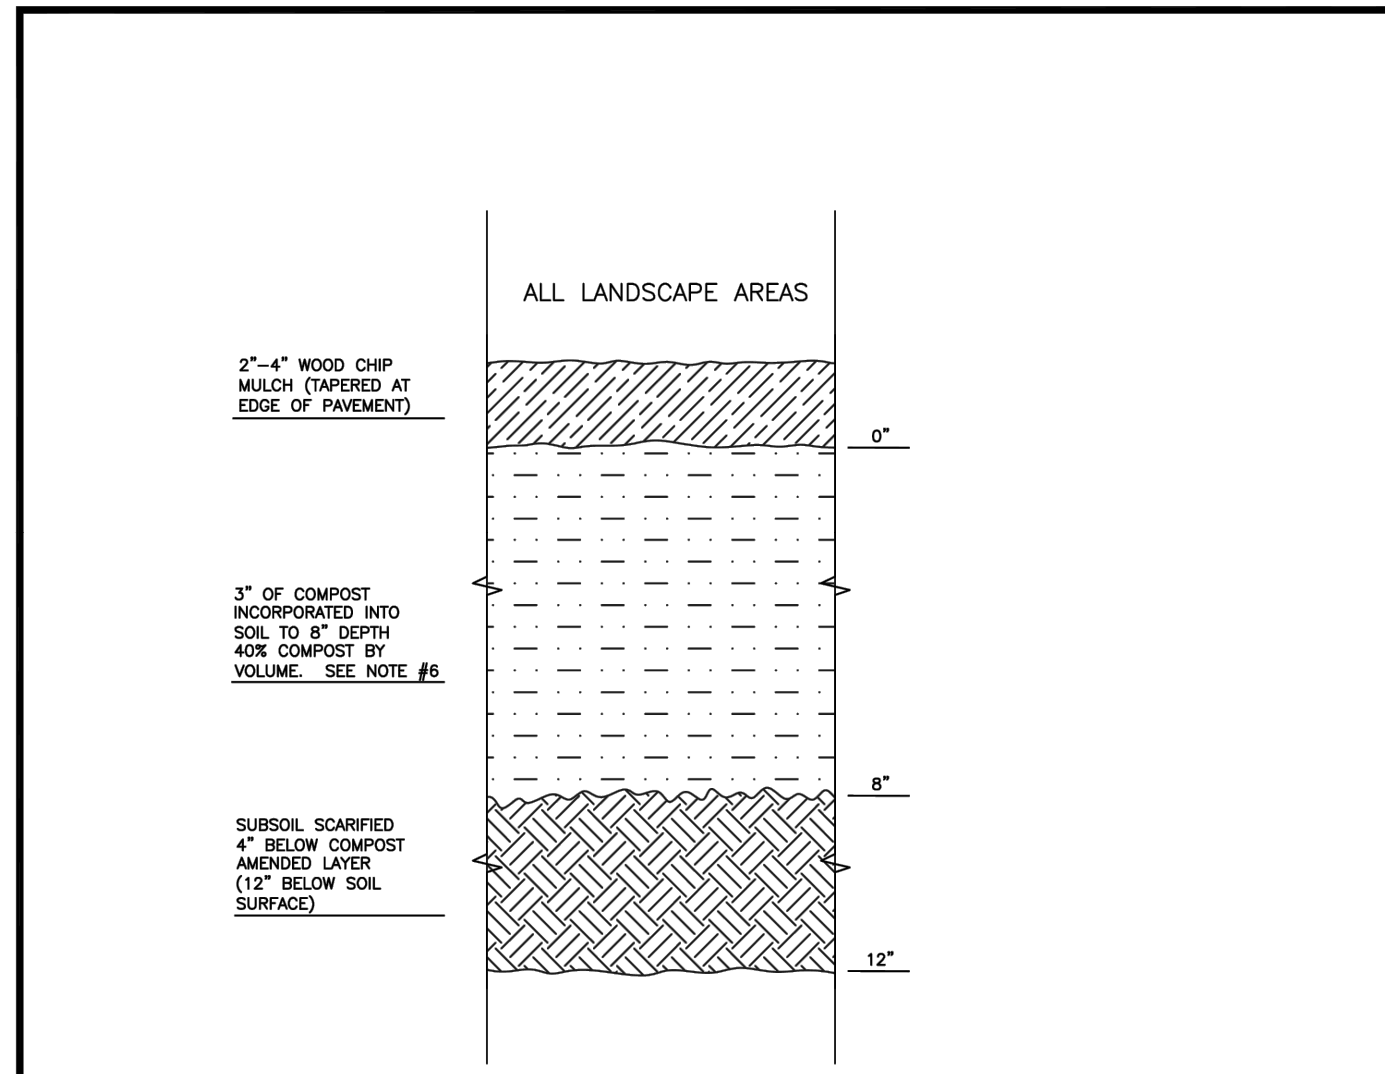 ALL LANDSCAPE AREAS
2"–4" WOOD CHIP
MULCH (TAPERED AT
EDGE OF PAVEMENT)
0"
3" OF COMPOST
INCORPORATED INTO
SOIL TO 8" DEPTH
40% COMPOST BY
VOLUME. SEE NOTE #6
8"
SUBSOIL SCARIFIED
4" BELOW COMPOST
AMENDED LAYER
(12" BELOW SOIL
SURFACE)
12"